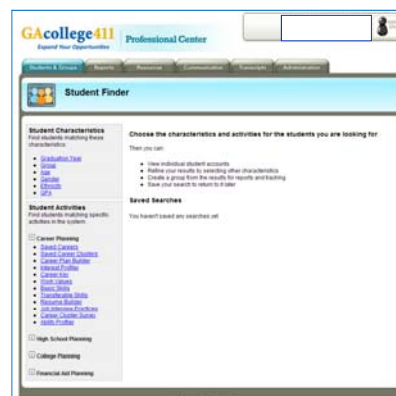 GAcollege411
Expand Your Opportunities
Professional Center
Students & Groups
Reports
Resources
Communication
Transcripts
Administration
Student Finder
Student Characteristics
Find students matching these
characteristics:
Graduation Year
Group
Age
Gender
Ethnicity
GPA
Student Activities
Find students matching specific
activities in the system.
Career Planning
Saved Careers
Saved Career Clusters
Career Plan Builder
Interest Profiler
Career Key
Work Values
Basic Skills
Transferable Skills
Resume Builder
Job Interview Practices
Career Cluster Survey
Ability Profiler
High School Planning
College Planning
Financial Aid Planning
Choose the characteristics and activities for the students you are looking for
Then you can:
View individual student accounts
Refine your results by selecting other characteristics
Create a group from the results for reports and tracking
Save your search to return to it later
Saved Searches
You haven't saved any searches yet.